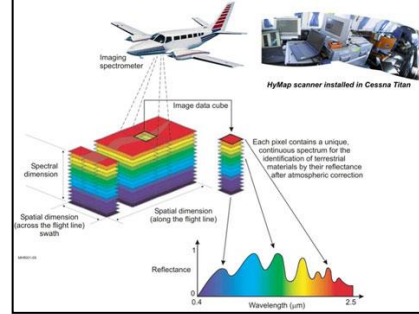 Imaging
spectrometer
HyMap scanner installed in Cessna Titan
Image data cube
Each pixel contains a unique,
continuous spectrum for the
identification of terrestrial
materials by their reflectance
after atmospheric correction
Spectral
dimension
Spatial dimension
(across the flight line)
swath
Spatial dimension
(along the flight line)
Reflectance
1
0
0.4
Wavelength (μm)
2.5